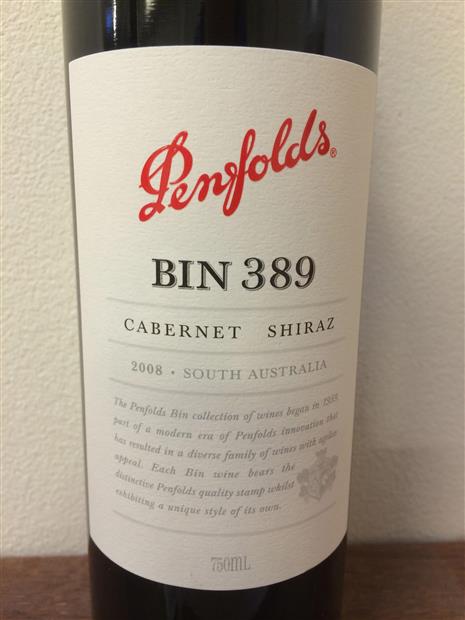 Penfolds®
BIN 389
CABERNET SHIRAZ
2008 • SOUTH AUSTRALIA
The Penfolds Bin collection of wines began in 1959,
part of a modern era of Penfolds innovation that
has resulted in a diverse family of wines with ageless
appeal. Each Bin wine bears the
distinctive Penfolds quality stamp whilst
exhibiting a unique style of its own.
750ML